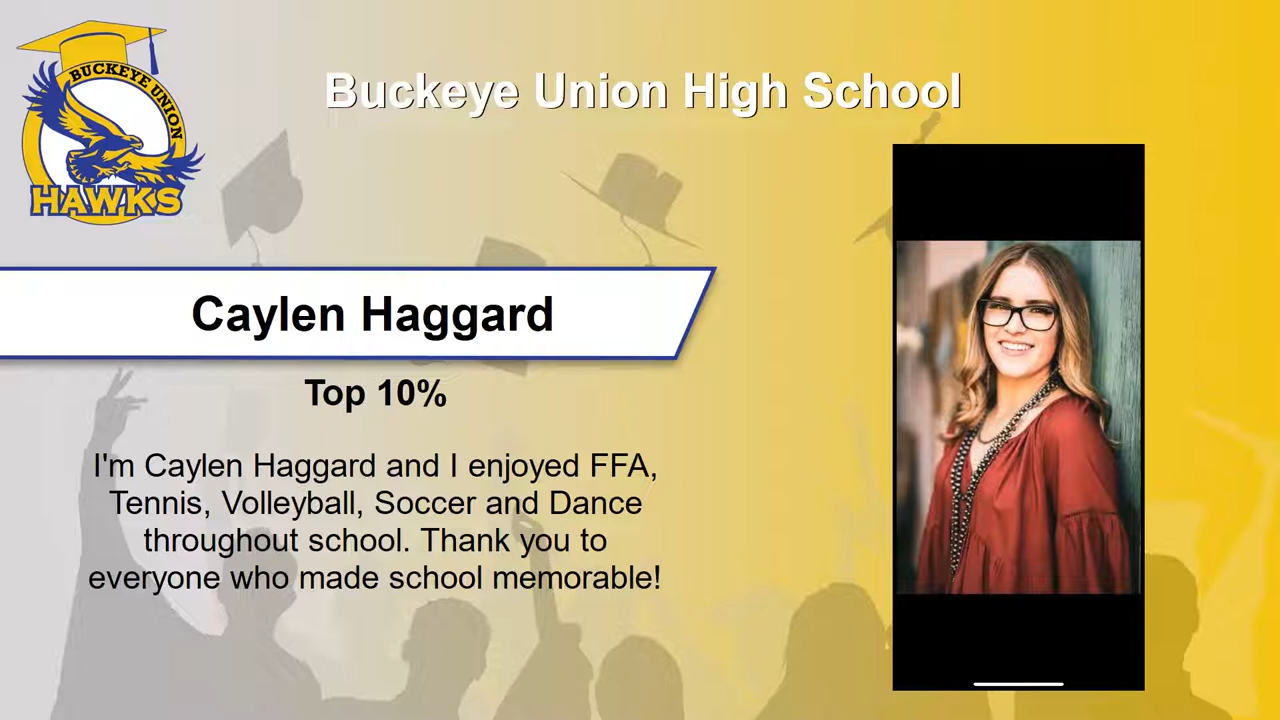 BUCKEYE UNION
HAWKS
Buckeye Union High School
Caylen Haggard
Top 10%
I'm Caylen Haggard and I enjoyed FFA,
Tennis, Volleyball, Soccer and Dance
throughout school. Thank you to
everyone who made school memorable!